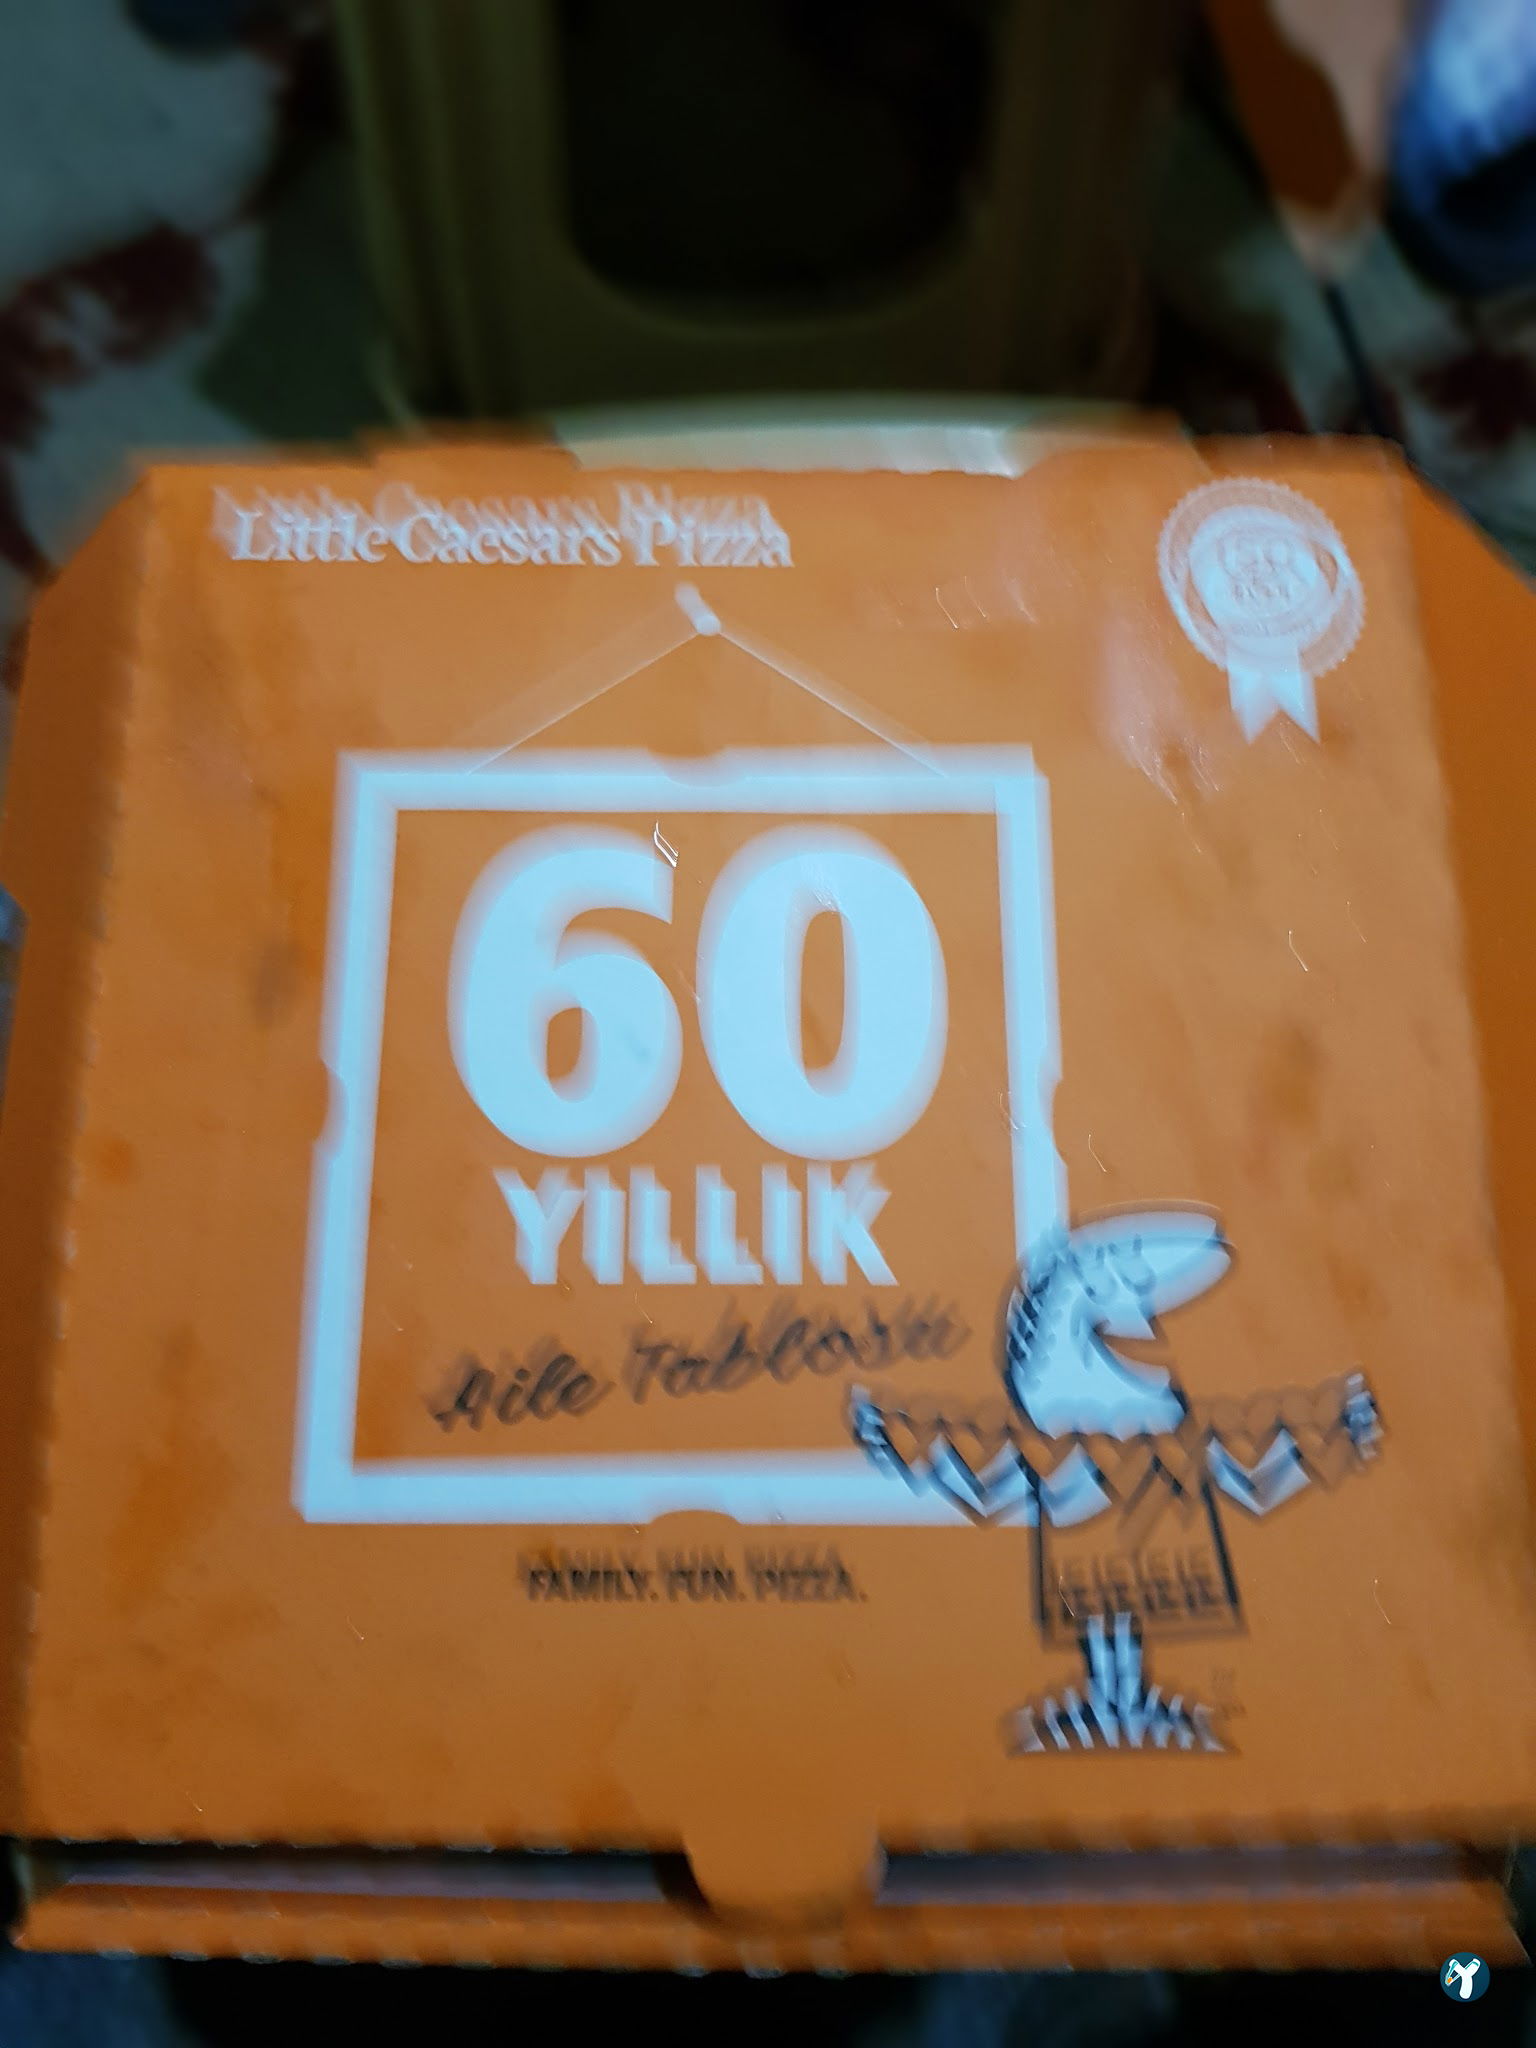 Little Caesars Pizza
60
YILLIK
Aile Tablosu
FAMILY. FUN. PIZZA.